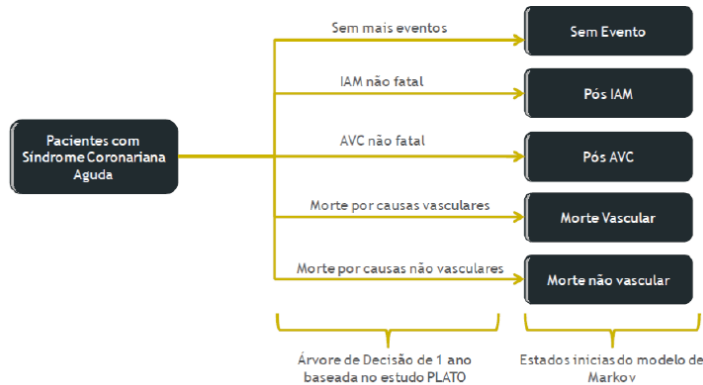 Sem mais eventos
Sem Evento
IAM não fatal
Pós IAM
Pacientes com
Síndrome Coronariana
Aguda
AVC não fatal
Pós AVC
Morte por causas vasculares
Morte Vascular
Morte por causas não vasculares
Morte não vascular
Árvore de Decisão de 1 ano
baseada no estudo PLATO
Estados inicias do modelo de
Markov